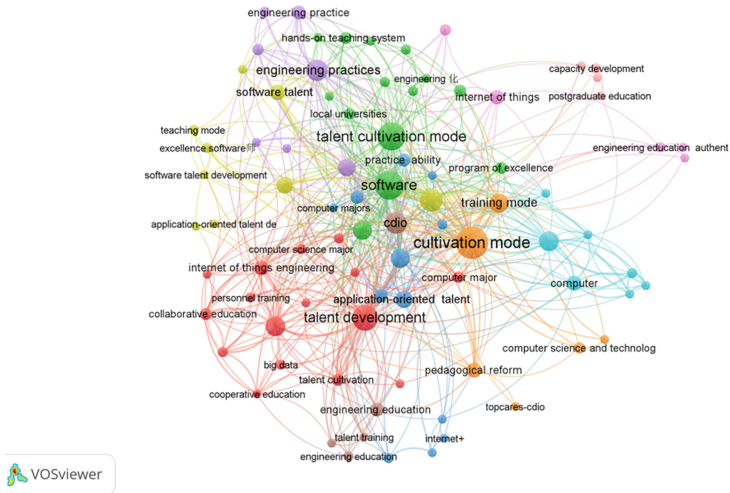 engineering practice
hands-on teaching system
engineering practices
engineering 化
capacity development
software talent
internet of things
postgraduate education
local universities
teaching mode
talent cultivation mode
excellence software师
practice ability
engineering education authent
software talent development
software
program of excellence
computer majors
training mode
application-oriented talent de
cdio
computer science major
cultivation mode
internet of things engineering
computer major
computer
personnel training
application-oriented talent
collaborative education
talent development
computer science and technolog
big data
pedagogical reform
talent cultivation
cooperative education
engineering education
topcares-cdio
talent training
internet+
engineering education
VOSviewer